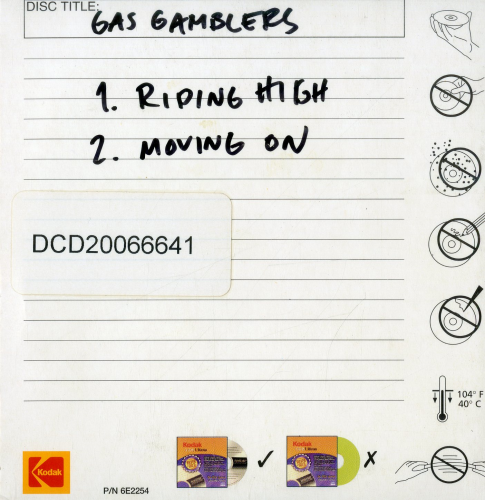 DISC TITLE:
GAS GAMBLERS
1. RIDING HIGH
2. MOVING ON
DCD20066641
104° F
40° C
Kodak
Kodak
Kodak
P/N 6E2254